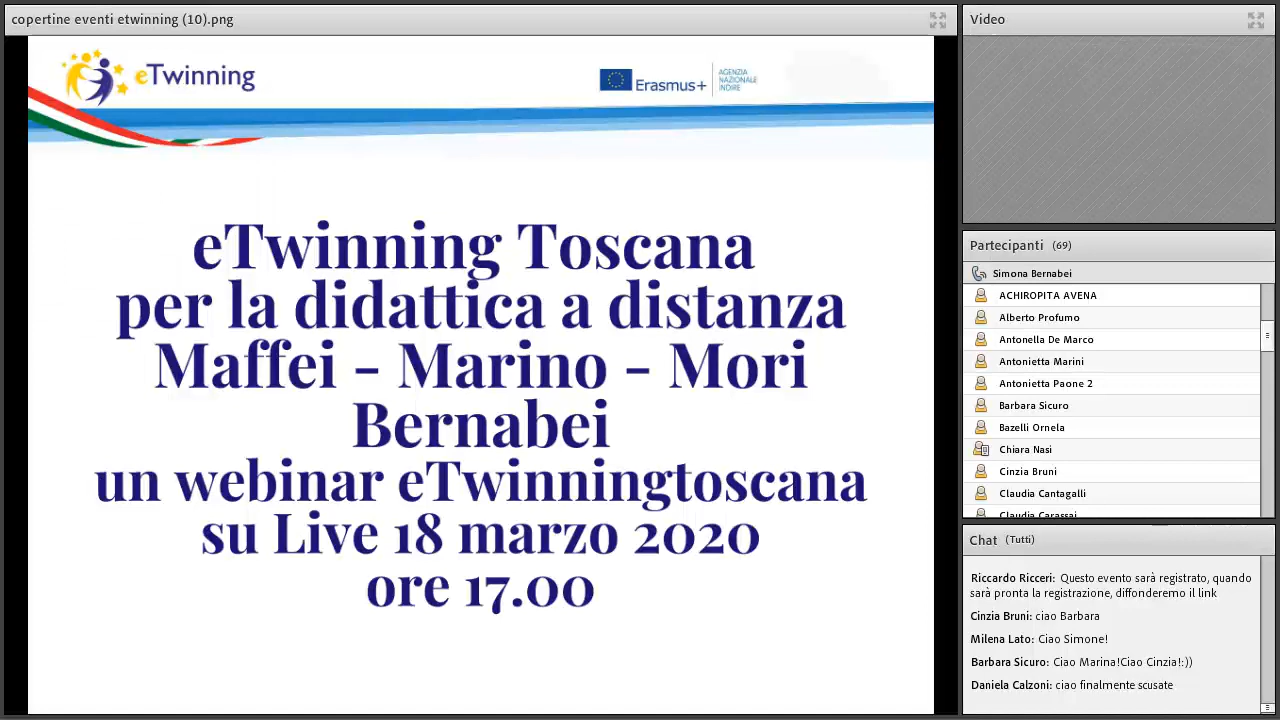 copertine eventi etwinning (10).png
eTwinning
Erasmus+
AGENZIA
NAZIONALE
INDIRE
eTwinning Toscana
per la didattica a distanza
Maffei - Marino - Mori
Bernabei
un webinar eTwinningtoscana
su Live 18 marzo 2020
ore 17.00
Video
Partecipanti (69)
Simona Bernabei
ACHIROPITA AVENA
Alberto Profumo
Antonella De Marco
Antonietta Marini
Antonietta Paone 2
Barbara Sicuro
Bazelli Ornela
Chiara Nasi
Cinzia Bruni
Claudia Cantagalli
Claudia Carassai
Chat (Tutti)
Riccardo Ricceri: Questo evento sarà registrato, quando
sarà pronta la registrazione, diffonderemo il link
Cinzia Bruni: ciao Barbara
Milena Lato: Ciao Simone!
Barbara Sicuro: Ciao Marina!Ciao Cinzia!:))
Daniela Calzoni: ciao finalmente scusate